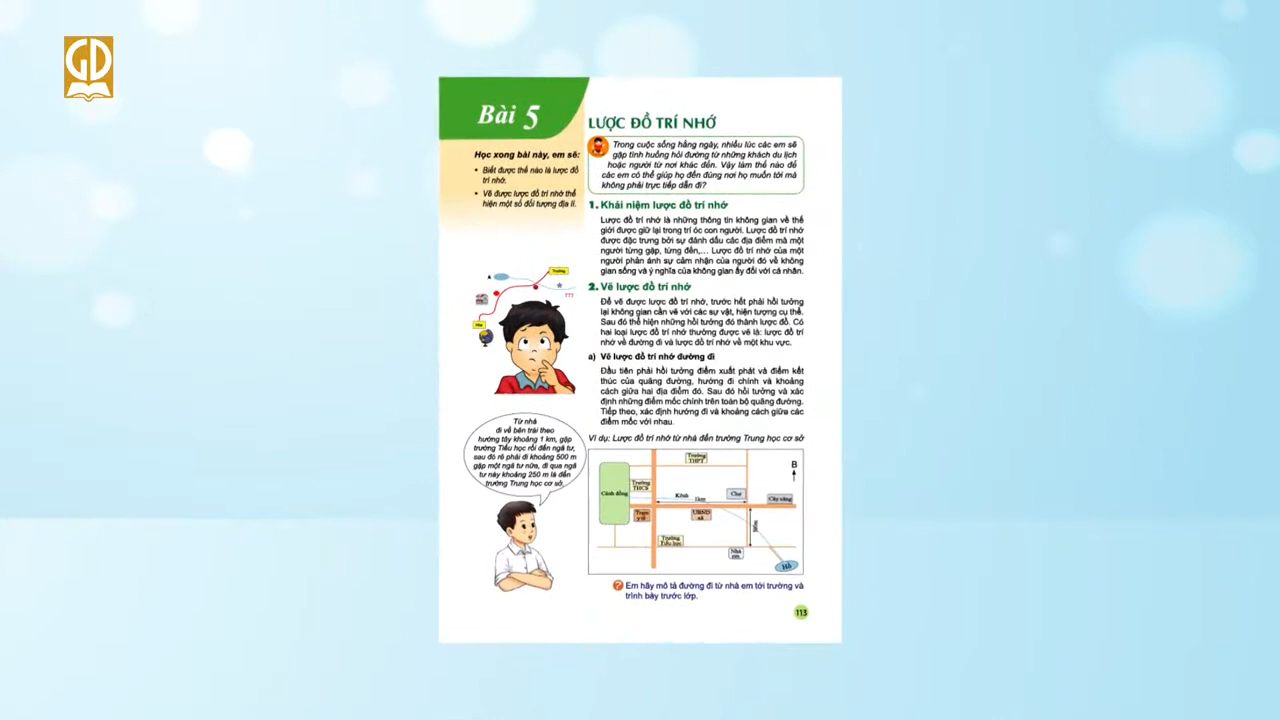 GD
Bài 5
LƯỢC ĐỒ TRÍ NHỚ
Học xong bài này, em sẽ:
• Biết được thế nào là lược đồ
trí nhớ.
• Vẽ được lược đồ trí nhớ thể
hiện một số đối tượng địa lí.
Trong cuộc sống hằng ngày, nhiều lúc các em sẽ
gặp tình huống hỏi đường từ những khách du lịch
hoặc người từ nơi khác đến. Vậy làm thế nào để
các em có thể giúp họ đến đúng nơi họ muốn tới mà
không phải trực tiếp dẫn đi?
1. Khái niệm lược đồ trí nhớ
Lược đồ trí nhớ là những thông tin không gian về thế
giới được giữ lại trong trí óc con người. Lược đồ trí nhớ
được đặc trưng bởi sự đánh dấu các địa điểm mà một
người từng gặp, từng đến,... Lược đồ trí nhớ của một
người phản ánh sự cảm nhận của người đó về không
gian sống và ý nghĩa của không gian ấy đối với cá nhân.
2. Vẽ lược đồ trí nhớ
Để vẽ được lược đồ trí nhớ, trước hết phải hồi tưởng
lại không gian cần vẽ với các sự vật, hiện tượng cụ thể.
Sau đó thể hiện những hồi tưởng đó thành lược đồ. Có
hai loại lược đồ trí nhớ thường được vẽ là: lược đồ trí
nhớ về đường đi và lược đồ trí nhớ về một khu vực.
a) Vẽ lược đồ trí nhớ đường đi
Đầu tiên phải hồi tưởng điểm xuất phát và điểm kết
thúc của quãng đường, hướng đi chính và khoảng
cách giữa hai địa điểm đó. Sau đó hồi tưởng và xác
định những điểm mốc chính trên toàn bộ quãng đường.
Tiếp theo, xác định hướng đi và khoảng cách giữa các
điểm mốc với nhau.
Ví dụ: Lược đồ trí nhớ từ nhà đến trường Trung học cơ sở
Trường
???
Từ nhà
đi về bên trái theo
hướng tây khoảng 1 km, gặp
trường Tiểu học rồi đến ngã tư,
sau đó rẽ phải đi khoảng 500 m
gặp một ngã tư nữa, đi qua ngã
tư này khoảng 250 m là đến
trường Trung học cơ sở.
Trường
THPT
B
Cánh đồng
Trường
THCS
Kênh
1km
Chợ
Cây xăng
Trạm
y tế
UBND
xã
Trường
Tiểu học
Nhà
em
Hồ
Em hãy mô tả đường đi từ nhà em tới trường và
trình bày trước lớp.
113